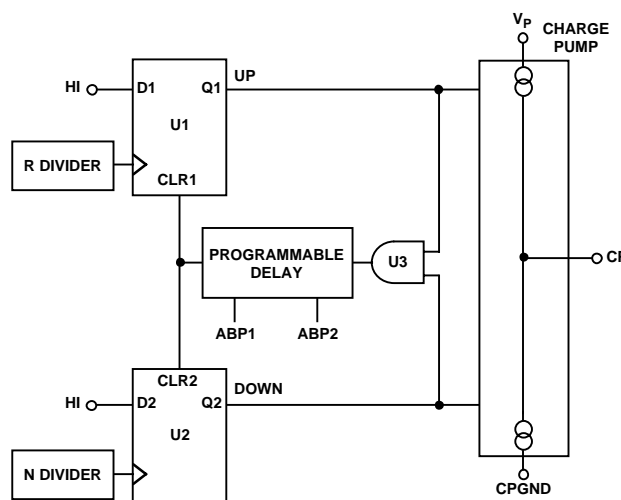 VP
CHARGE
PUMP
UP
HI
D1
Q1
U1
R DIVIDER
CLR1
PROGRAMMABLE
DELAY
U3
CP
ABP1
ABP2
CLR2
DOWN
HI
D2
Q2
U2
N DIVIDER
CPGND